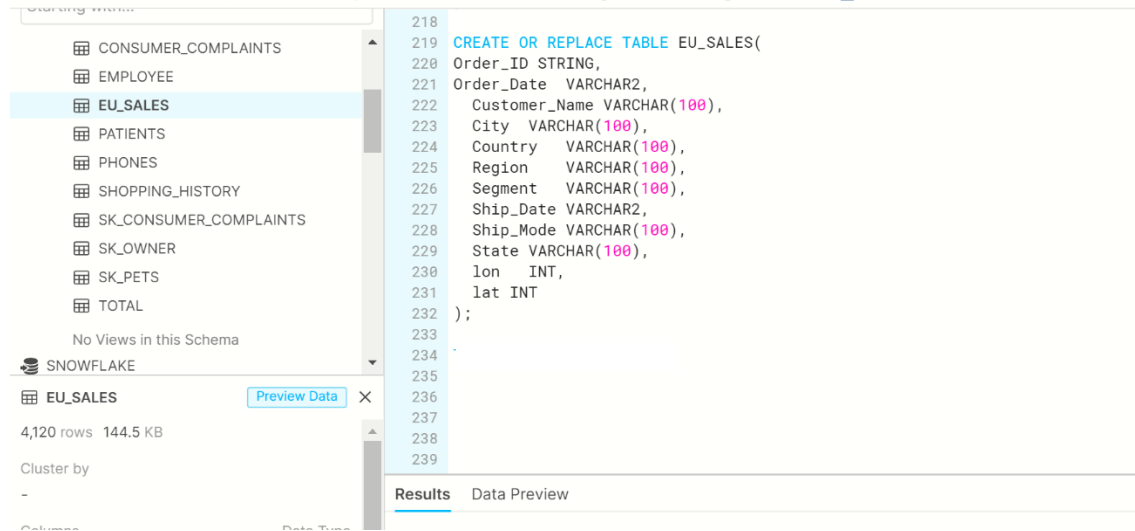 Starting with...
CONSUMER_COMPLAINTS
EMPLOYEE
EU_SALES
PATIENTS
PHONES
SHOPPING_HISTORY
SK_CONSUMER_COMPLAINTS
SK_OWNER
SK_PETS
TOTAL
No Views in this Schema
SNOWFLAKE
EU_SALES Preview Data
4,120 rows 144.5 KB
Cluster by
-
Columns Data Type
218
219 CREATE OR REPLACE TABLE EU_SALES(
220 Order_ID STRING,
221 Order_Date VARCHAR2,
222 Customer_Name VARCHAR(100),
223 City VARCHAR(100),
224 Country VARCHAR(100),
225 Region VARCHAR(100),
226 Segment VARCHAR(100),
227 Ship_Date VARCHAR2,
228 Ship_Mode VARCHAR(100),
229 State VARCHAR(100),
230 lon INT,
231 lat INT
232 );
233
234
235
236
237
238
239
Results Data Preview